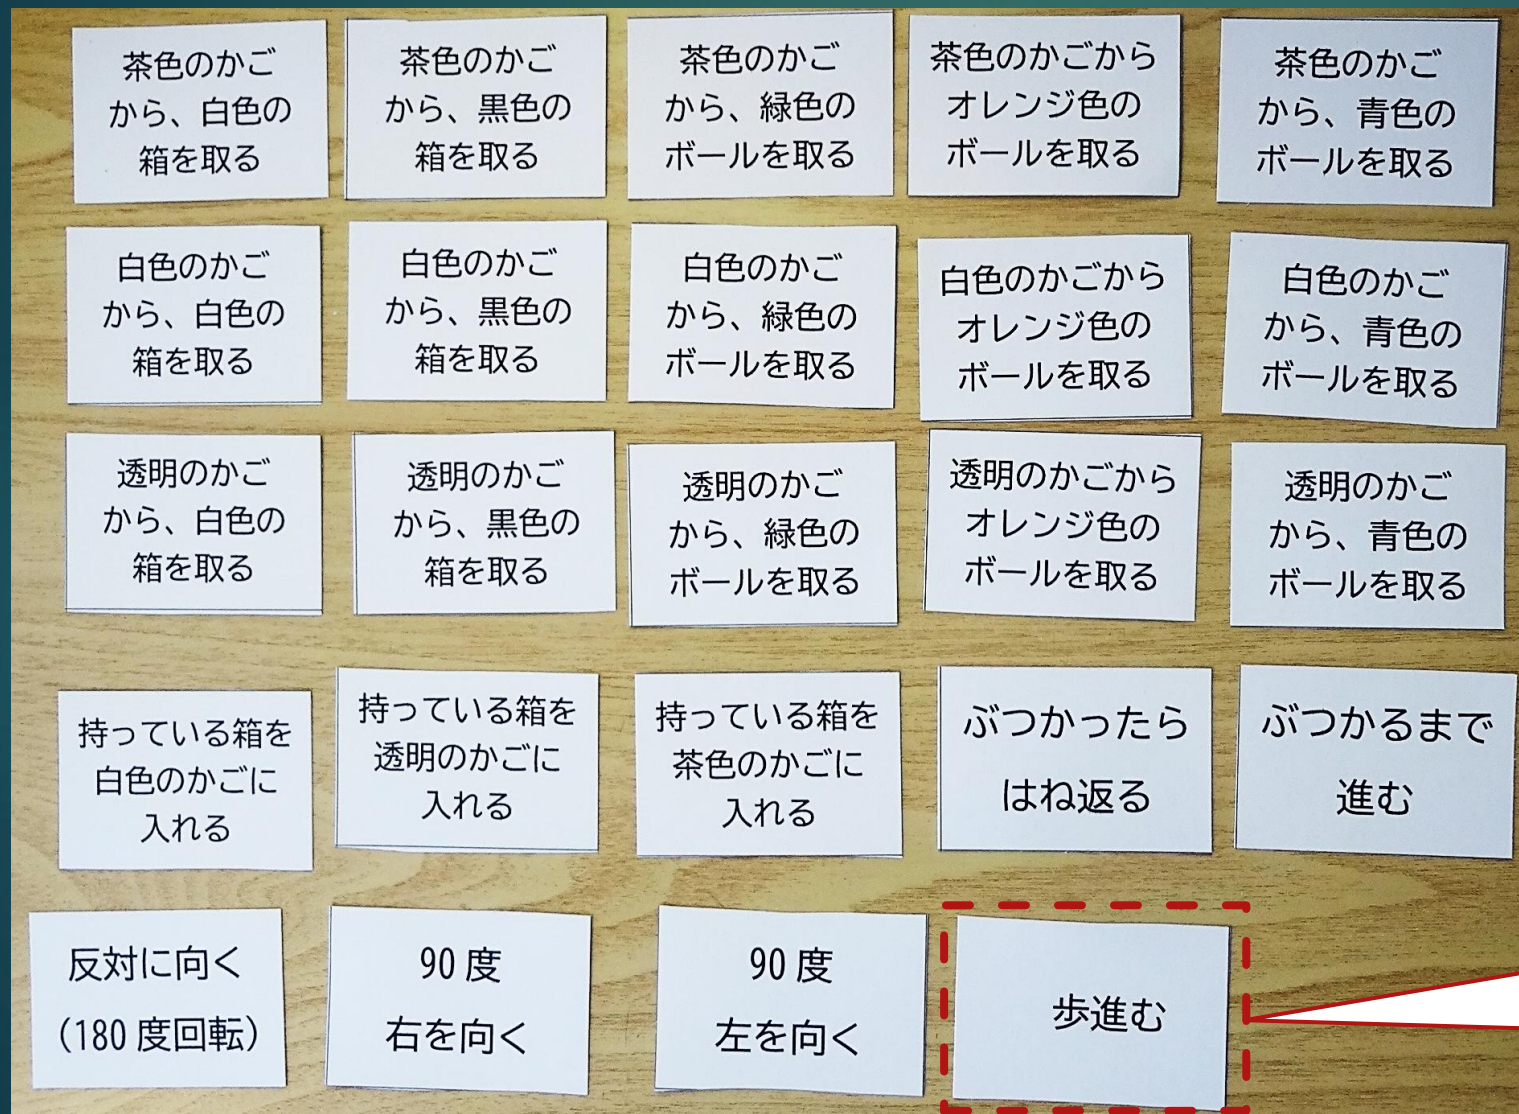 茶色のかご
から、白色の
箱を取る
茶色のかご
から、黒色の
箱を取る
茶色のかご
から、緑色の
ボールを取る
茶色のかごから
オレンジ色の
ボールを取る
茶色のかご
から、青色の
ボールを取る
白色のかご
から、白色の
箱を取る
白色のかご
から、黒色の
箱を取る
白色のかご
から、緑色の
ボールを取る
白色のかごから
オレンジ色の
ボールを取る
白色のかご
から、青色の
ボールを取る
透明のかご
から、白色の
箱を取る
透明のかご
から、黒色の
箱を取る
透明のかご
から、緑色の
ボールを取る
透明のかごから
オレンジ色の
ボールを取る
透明のかご
から、青色の
ボールを取る
持っている箱を
白色のかごに
入れる
持っている箱を
透明のかごに
入れる
持っている箱を
茶色のかごに
入れる
ぶつかったら
はね返る
ぶつかるまで
進む
反対に向く
(180度回転)
90度
右を向く
90度
左を向く
歩進む